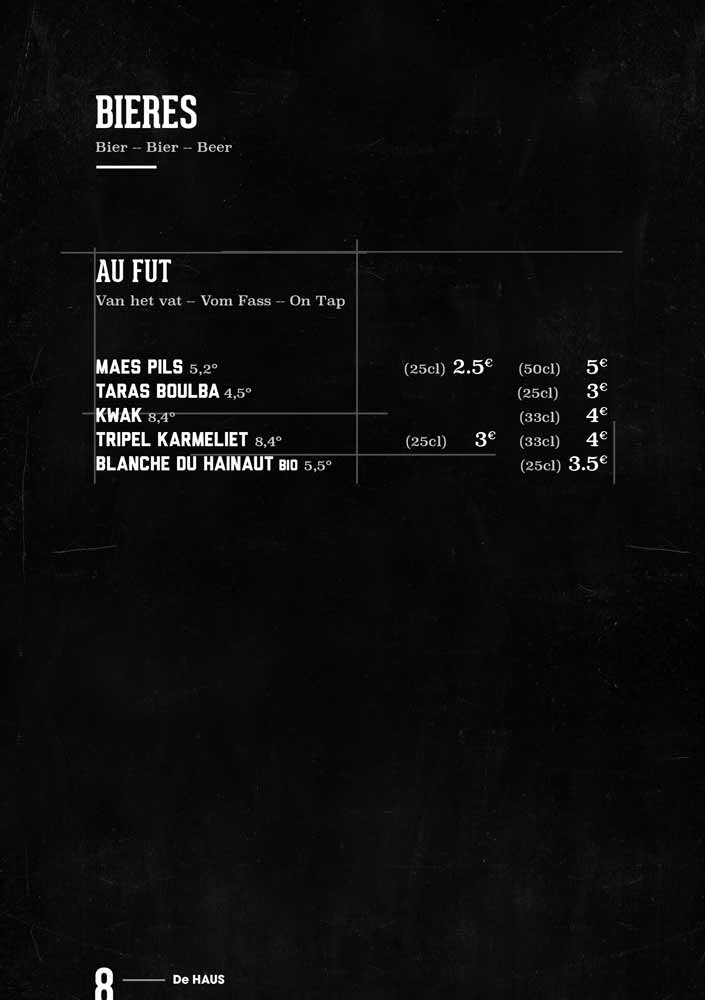 BIERES
Bier -- Bier -- Beer
AU FUT
Van het vat -- Vom Fass -- On Tap
MAES PILS 5,2° (25cl) 2.5€ (50cl) 5€
TARAS BOULBA 4,5° (25cl) 3€
KWAK 8,4° (33cl) 4€
TRIPEL KARMELIET 8,4° (25cl) 3€ (33cl) 4€
BLANCHE DU HAINAUT BIO 5,5° (25cl) 3.5€
8 De HAUS